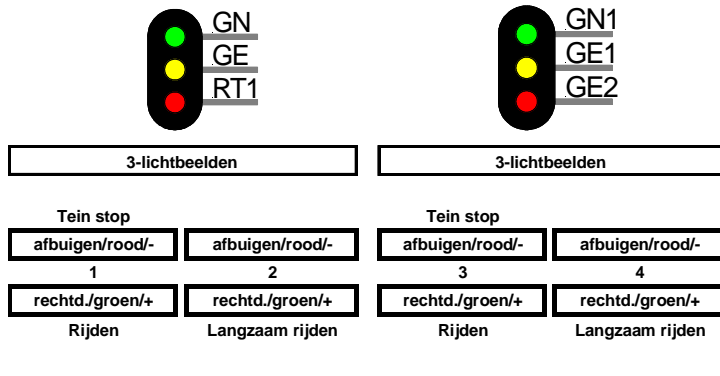 GN GN1
GE GE1
RT1 GE2
3-lichtbeelden 3-lichtbeelden
Tein stop Tein stop
afbuigen/rood/- afbuigen/rood/- afbuigen/rood/- afbuigen/rood/-
1 2 3 4
rechtd./groen/+ rechtd./groen/+ rechtd./groen/+ rechtd./groen/+
Rijden Langzaam rijden Rijden Langzaam rijden